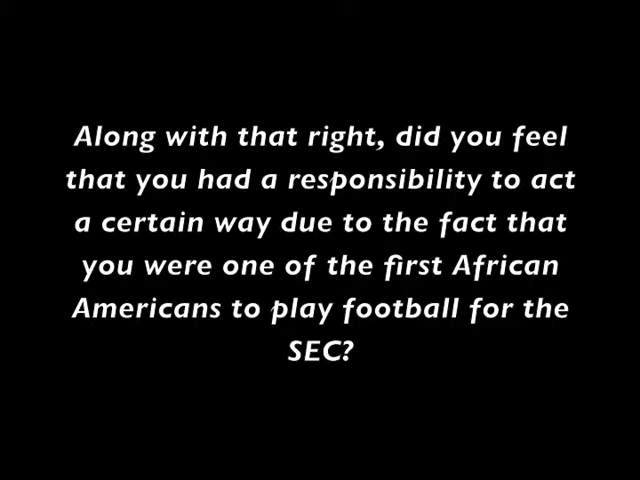 Along with that right, did you feel
that you had a responsibility to act
a certain way due to the fact that
you were one of the first African
Americans to play football for the
SEC?